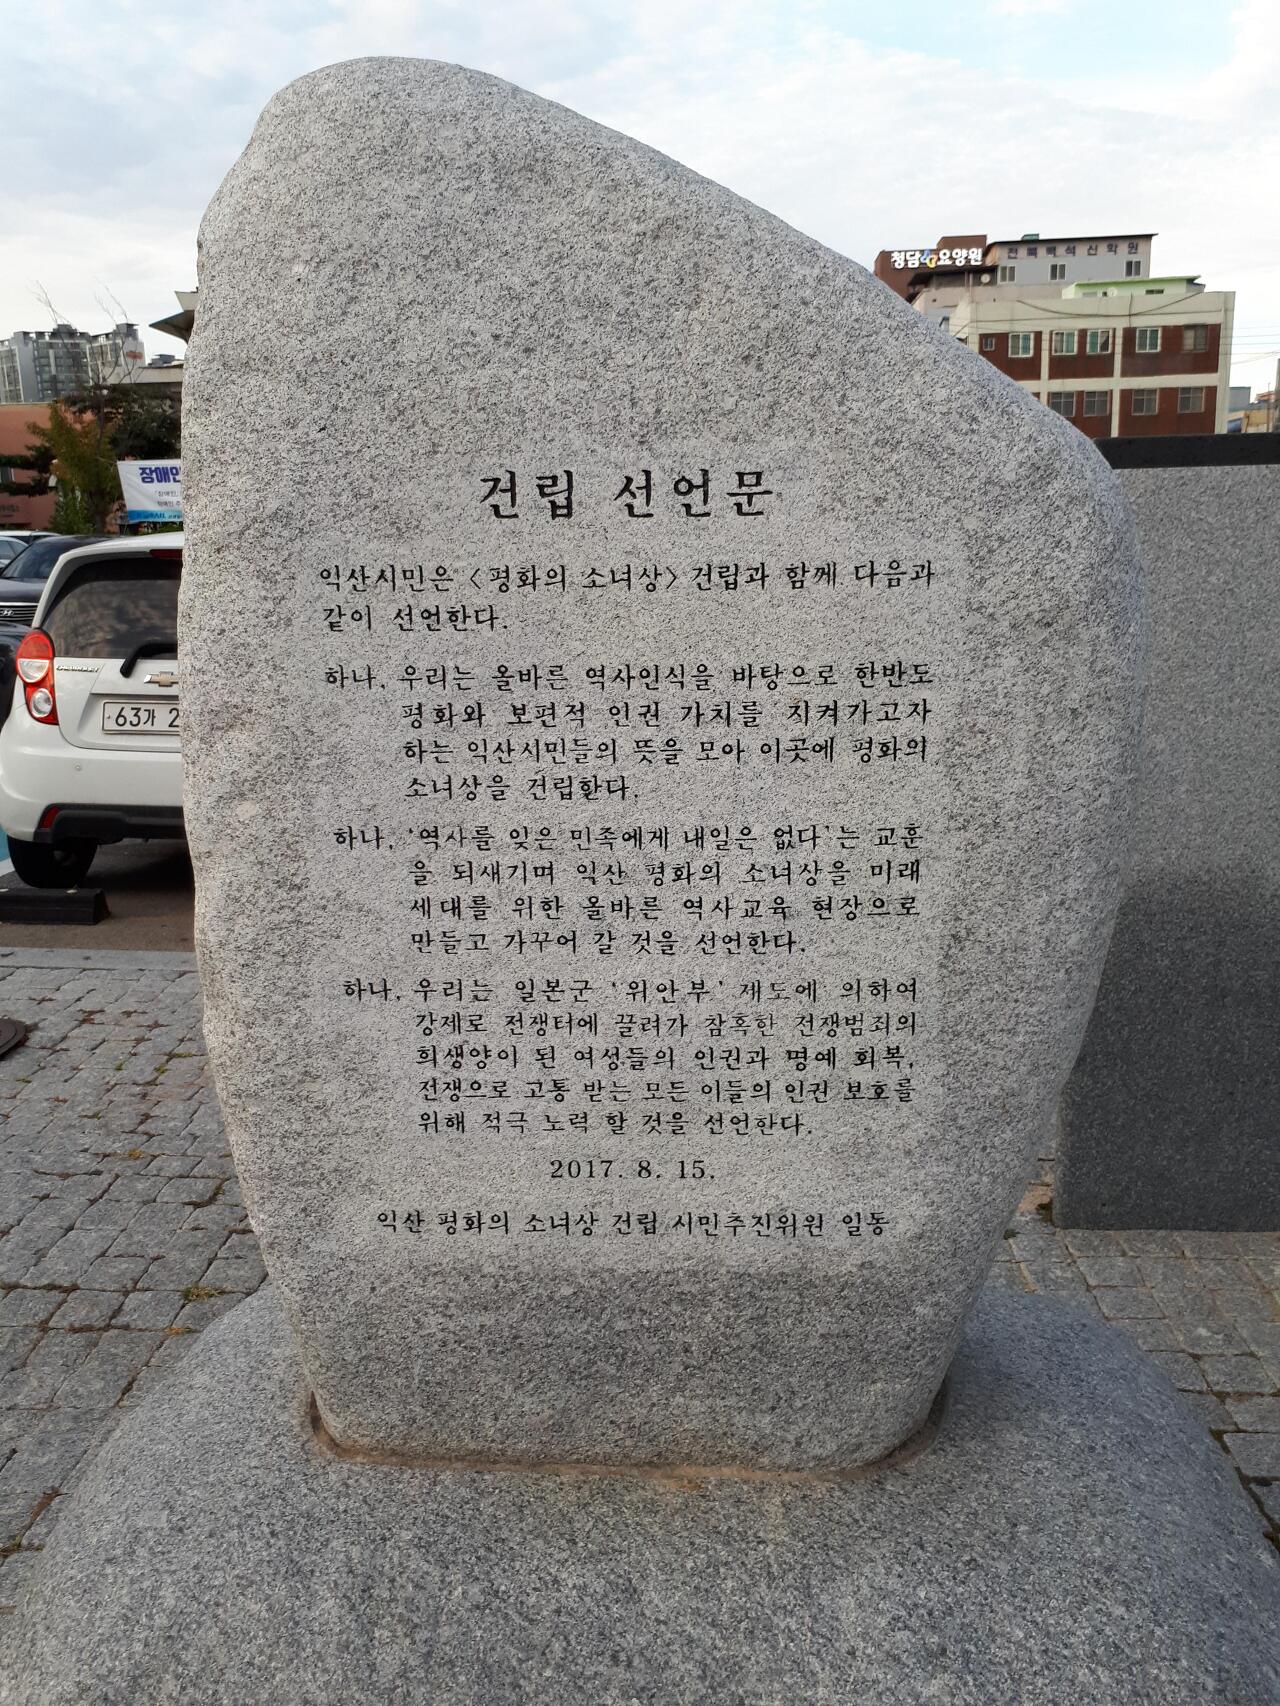 청담 요양원
전북백석신학원
장애인
CHEVROLET
63가 2
건립 선언문
익산시민은 <평화의 소녀상> 건립과 함께 다음과
같이 선언한다.
하나. 우리는 올바른 역사인식을 바탕으로 한반도
평화와 보편적 인권 가치를 지켜가고자
하는 익산시민들의 뜻을 모아 이곳에 평화의
소녀상을 건립한다.
하나. '역사를 잊은 민족에게 내일은 없다'는 교훈
을 되새기며 익산 평화의 소녀상을 미래
세대를 위한 올바른 역사교육 현장으로
만들고 가꾸어 갈 것을 선언한다.
하나. 우리는 일본군 '위안부' 제도에 의하여
강제로 전쟁터에 끌려가 참혹한 전쟁범죄의
희생양이 된 여성들의 인권과 명예 회복,
전쟁으로 고통 받는 모든 이들의 인권 보호를
위해 적극 노력 할 것을 선언한다.
2017. 8. 15.
익산 평화의 소녀상 건립 시민추진위원 일동